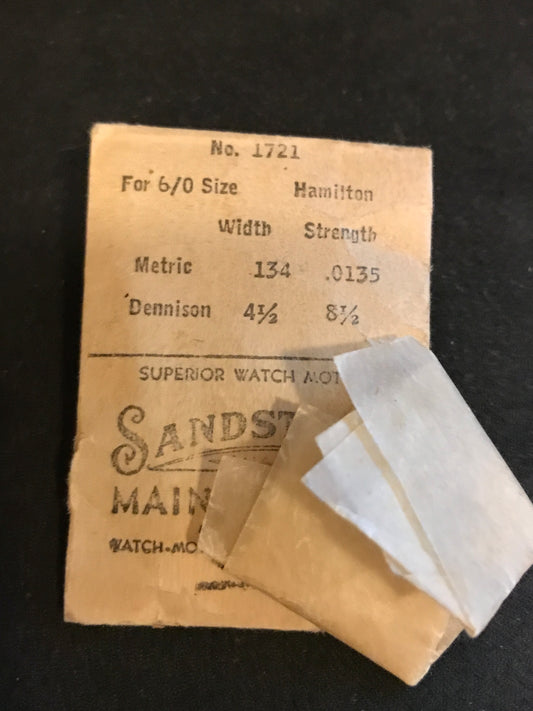 No. 1721
For 6/0 Size Hamilton
Width Strength
Metric .134 .0135
Dennison 4½ 8½
SUPERIOR WATCH MOT
SANDST
MAIN
WATCH-MO